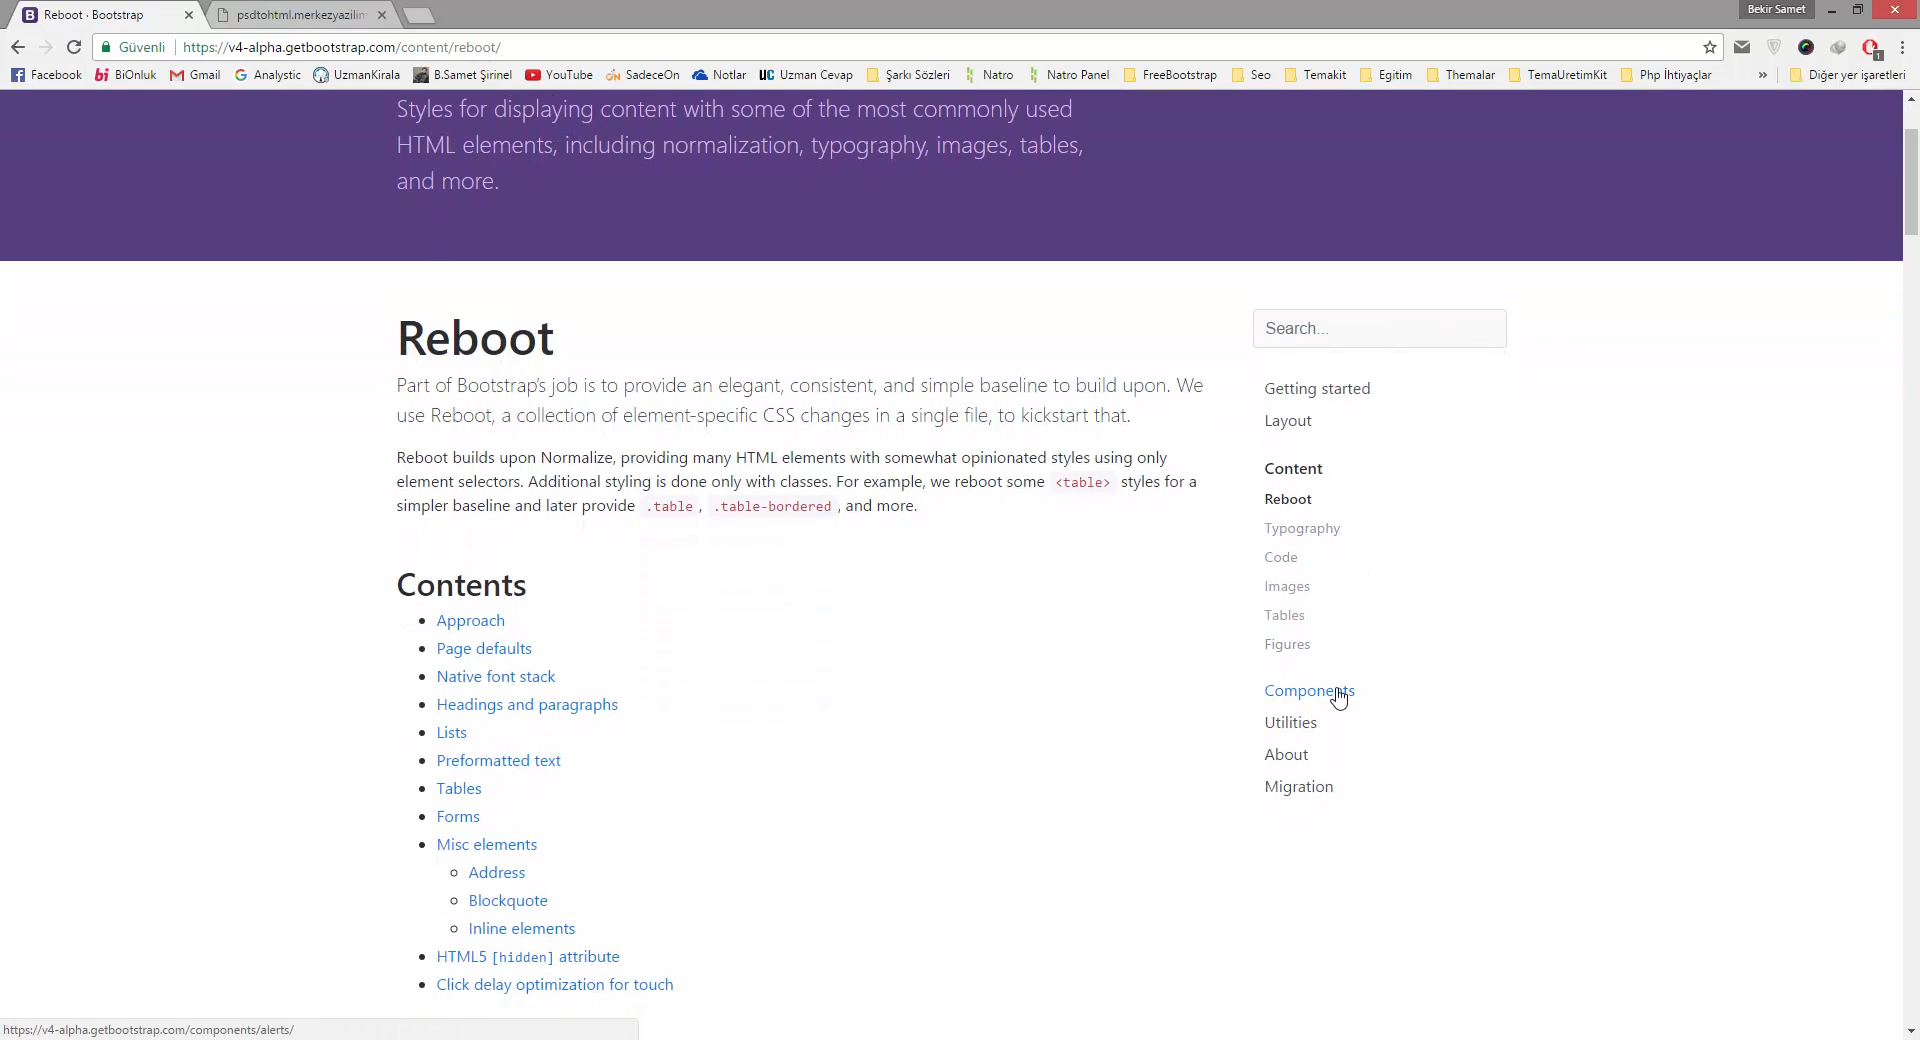 Reboot · Bootstrap
psdtohtml.merkezyazilim
Bekir Samet
Güvenli
https://v4-alpha.getbootstrap.com/content/reboot/
1
Facebook BiOnluk Gmail Analystic UzmanKirala B.Samet Şirinel YouTube SadeceOn Notlar Uzman Cevap Şarkı Sözleri Natro Natro Panel FreeBootstrap Seo Temakit Egitim Themalar TemaUretimKit Php İhtiyaçlar » Diğer yer işaretleri
Styles for displaying content with some of the most commonly used
HTML elements, including normalization, typography, images, tables,
and more.
Reboot
Part of Bootstrap’s job is to provide an elegant, consistent, and simple baseline to build upon. We
use Reboot, a collection of element-specific CSS changes in a single file, to kickstart that.
Reboot builds upon Normalize, providing many HTML elements with somewhat opinionated styles using only
element selectors. Additional styling is done only with classes. For example, we reboot some <table> styles for a
simpler baseline and later provide .table, .table-bordered, and more.
Contents
Approach
Page defaults
Native font stack
Headings and paragraphs
Lists
Preformatted text
Tables
Forms
Misc elements
Address
Blockquote
Inline elements
HTML5 [hidden] attribute
Click delay optimization for touch
Search...
Getting started
Layout
Content
Reboot
Typography
Code
Images
Tables
Figures
Components
Utilities
About
Migration
https://v4-alpha.getbootstrap.com/components/alerts/